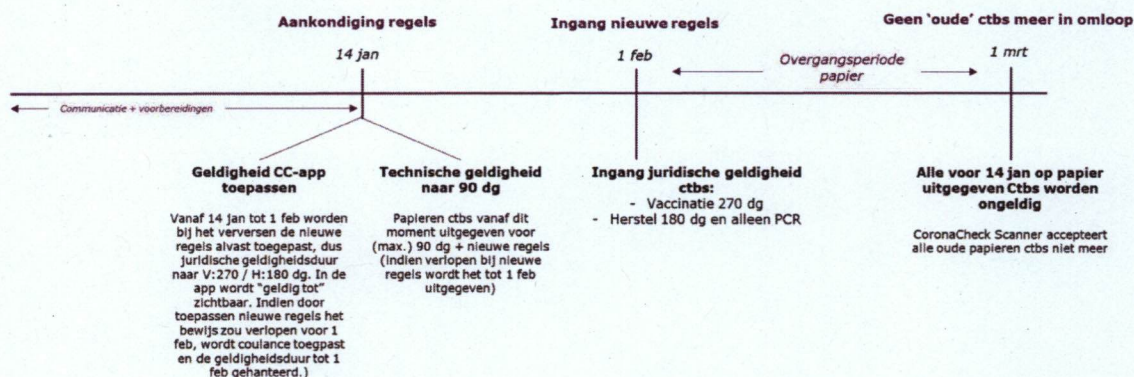 Aankondiging regels
14 jan
Ingang nieuwe regels
1 feb
Geen ‘oude’ ctbs meer in omloop
1 mrt
Overgangsperiode
papier
Communicatie + voorbereidingen
Geldigheid CC-app
toepassen
Vanaf 14 jan tot 1 feb worden
bij het verversen de nieuwe
regels alvast toegepast, dus
juridische geldigheidsduur
naar V:270 / H:180 dg. In de
app wordt “geldig tot”
zichtbaar. Indien door
toepassen nieuwe regels het
bewijs zou verlopen voor 1
feb, wordt coulance toegpast
en de geldigheidsduur tot 1
feb gehanteerd.)
Technische geldigheid
naar 90 dg
Papieren ctbs vanaf dit
moment uitgegeven voor
(max.) 90 dg + nieuwe regels
(indien verlopen bij nieuwe
regels wordt het tot 1 feb
uitgegeven)
Ingang juridische geldigheid
ctbs:
- Vaccinatie 270 dg
- Herstel 180 dg en alleen PCR
Alle voor 14 jan op papier
uitgegeven Ctbs worden
ongeldig
CoronaCheck Scanner accepteert
alle oude papieren ctbs niet meer